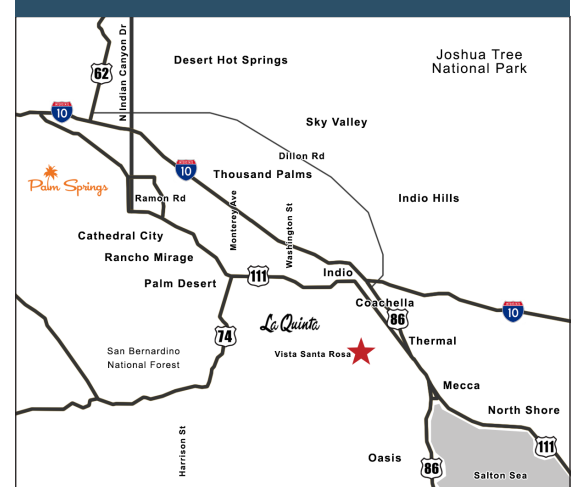 N Indian Canyon Dr
Desert Hot Springs
Joshua Tree
National Park
62
10
Sky Valley
Dillon Rd
10
Thousand Palms
Palm Springs
Ramon Rd
Monterey Ave
Indio Hills
Washington St
Cathedral City
Rancho Mirage
Indio
111
Palm Desert
Coachella
10
86
La Quinta
74
Thermal
San Bernardino
National Forest
Vista Santa Rosa
Mecca
North Shore
Harrison St
111
Oasis
86
Salton Sea